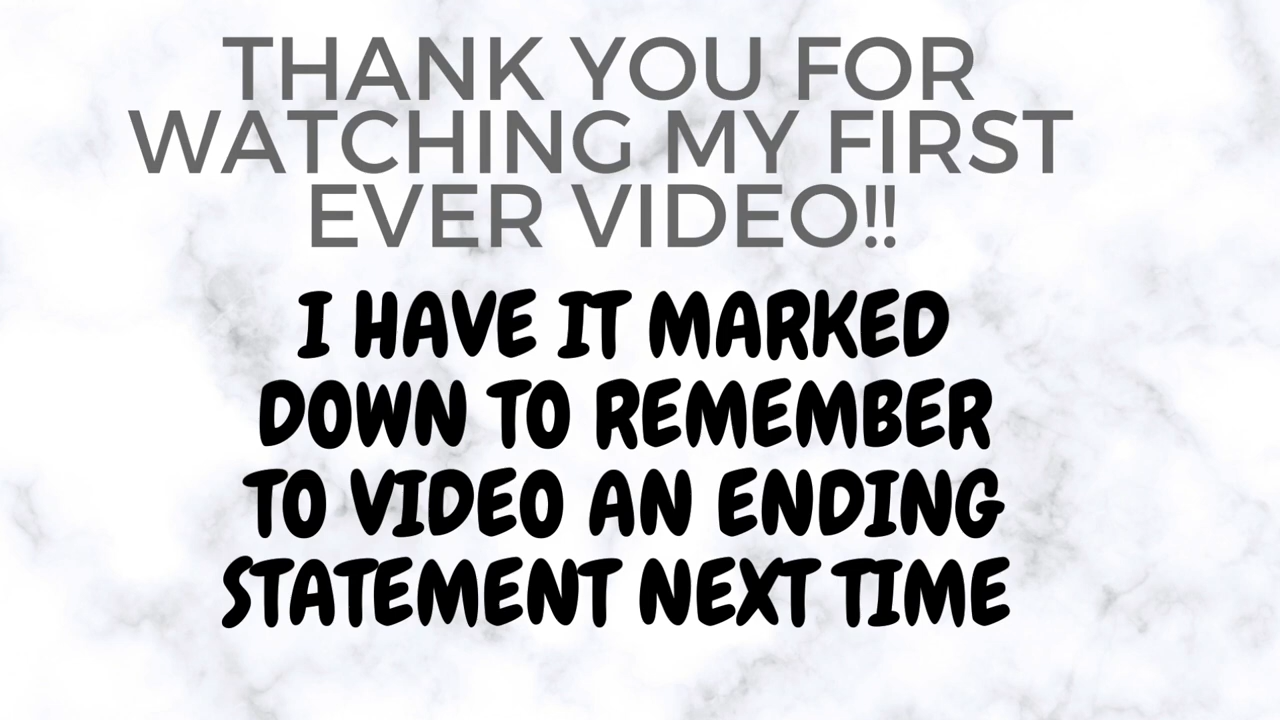 THANK YOU FOR
WATCHING MY FIRST
EVER VIDEO!!
I HAVE IT MARKED
DOWN TO REMEMBER
TO VIDEO AN ENDING
STATEMENT NEXT TIME